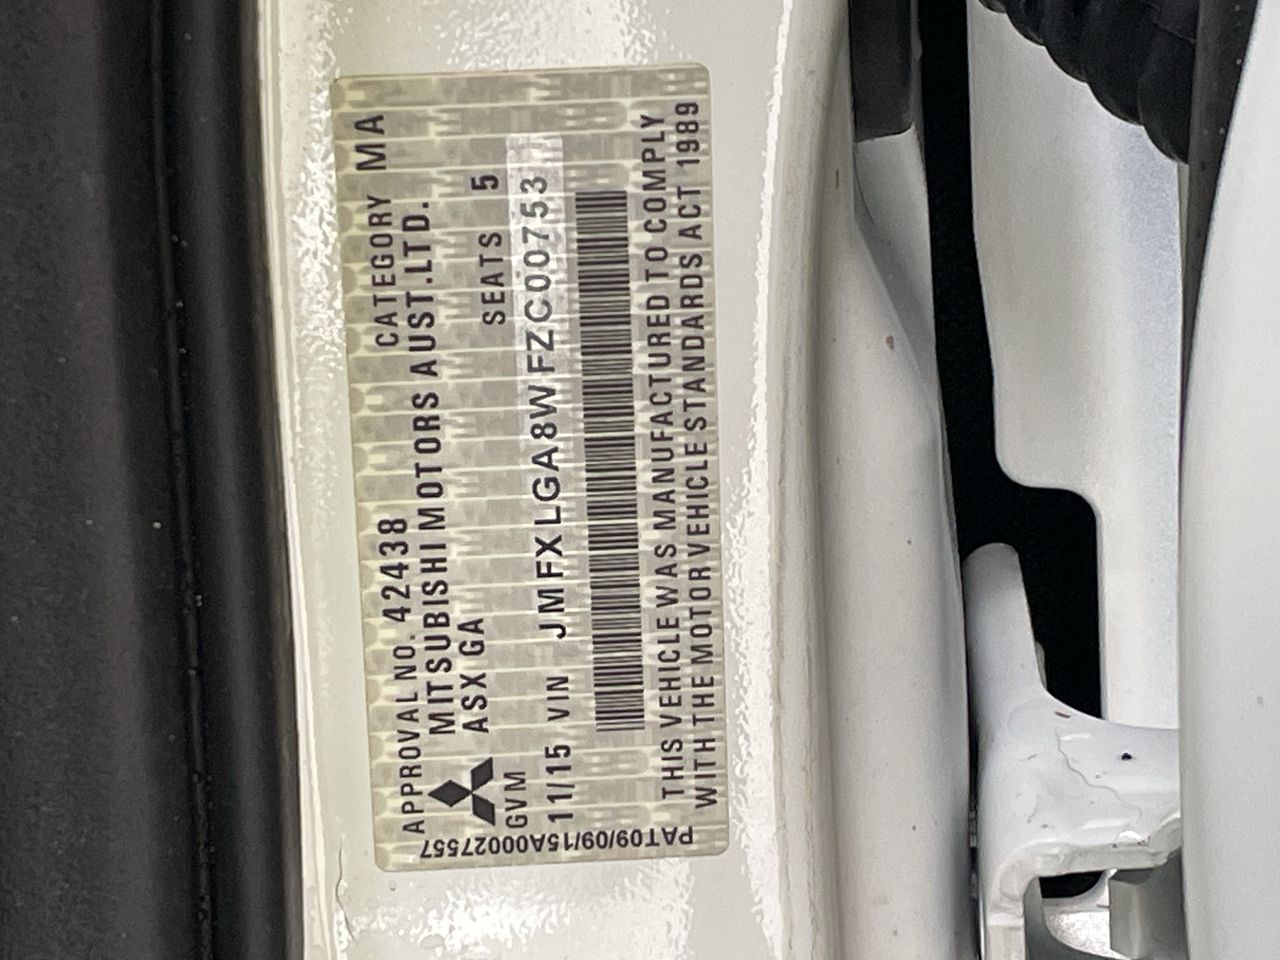 APPROVAL NO. 42438 CATEGORY MA
MITSUBISHI MOTORS AUST.LTD.
ASX GA SEATS 5
GVM
11/15 VIN JMFXLGA8WFZC00753
THIS VEHICLE WAS MANUFACTURED TO COMPLY
WITH THE MOTOR VEHICLE STANDARDS ACT 1989
PAT09/09/15A00027557